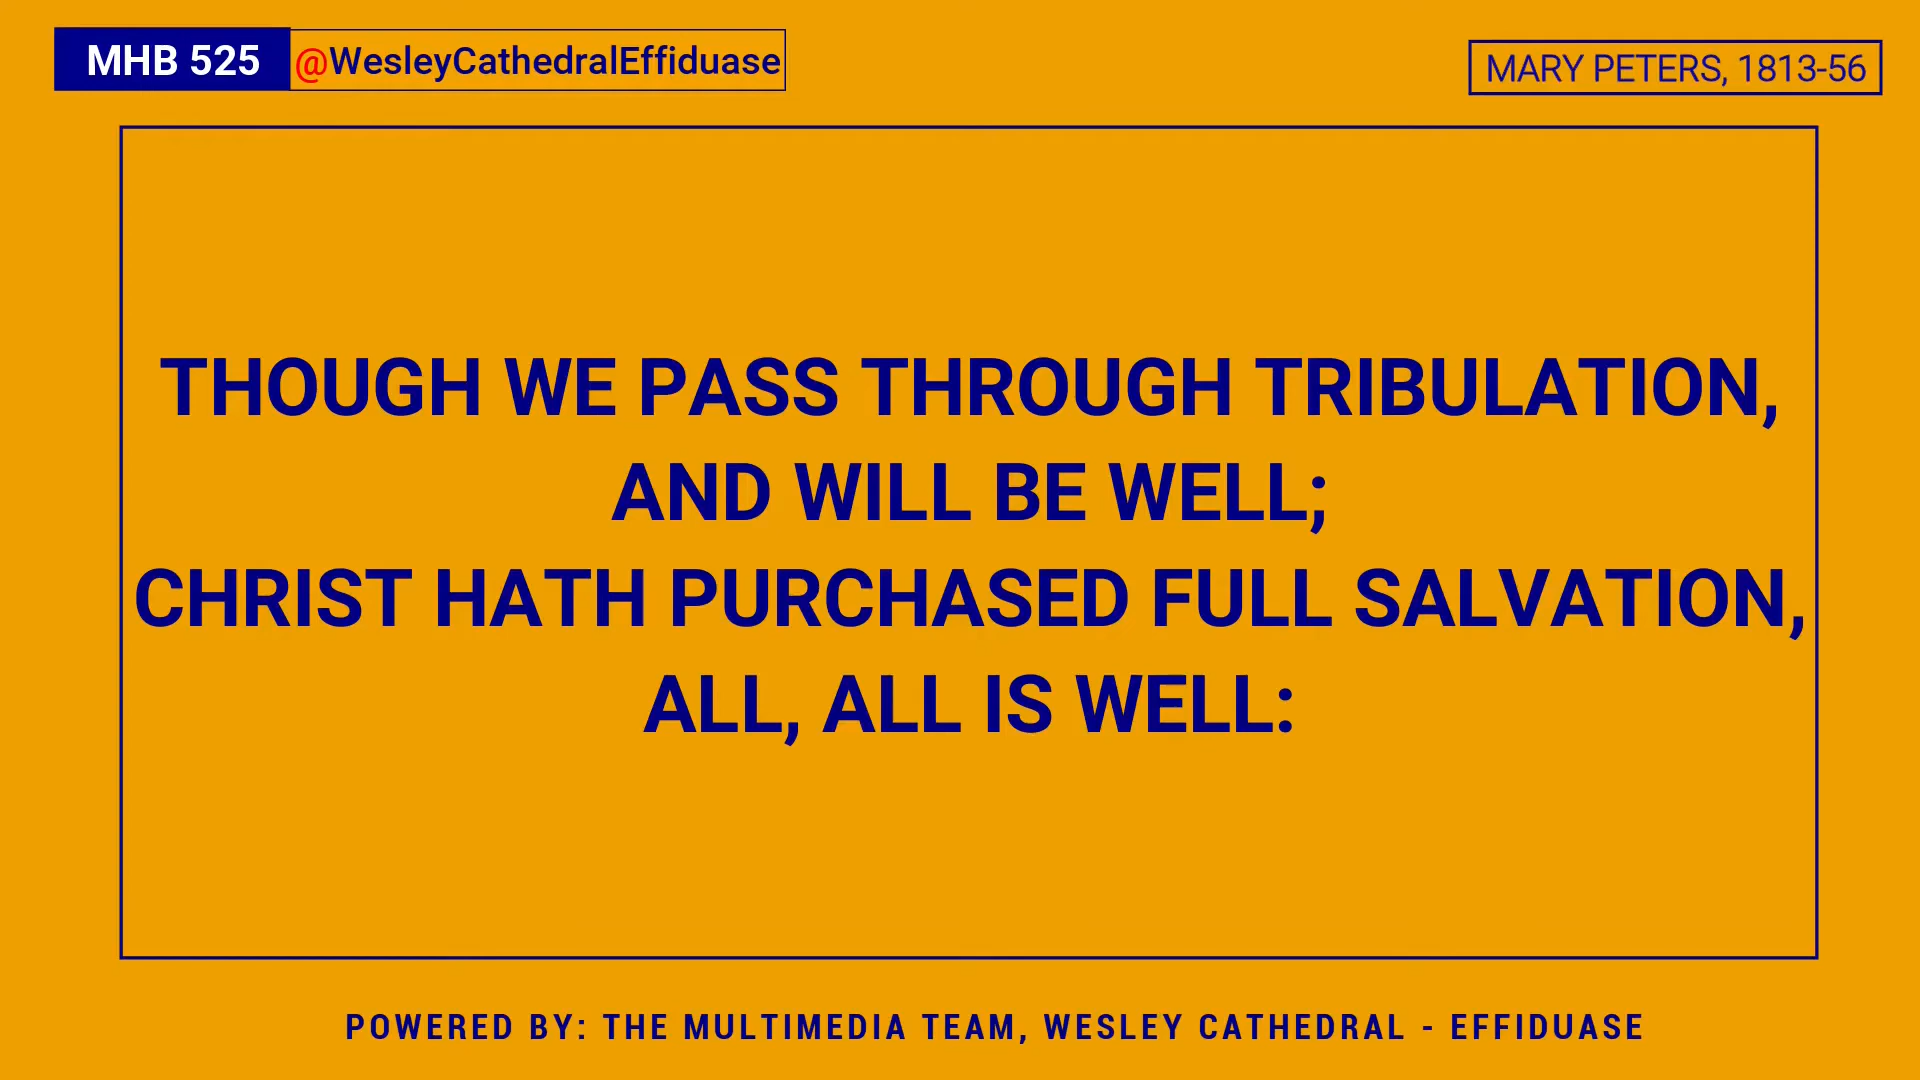 MHB 525 @WesleyCathedralEffiduase
MARY PETERS, 1813-56
THOUGH WE PASS THROUGH TRIBULATION,
AND WILL BE WELL;
CHRIST HATH PURCHASED FULL SALVATION,
ALL, ALL IS WELL:
POWERED BY: THE MULTIMEDIA TEAM, WESLEY CATHEDRAL - EFFIDUASE